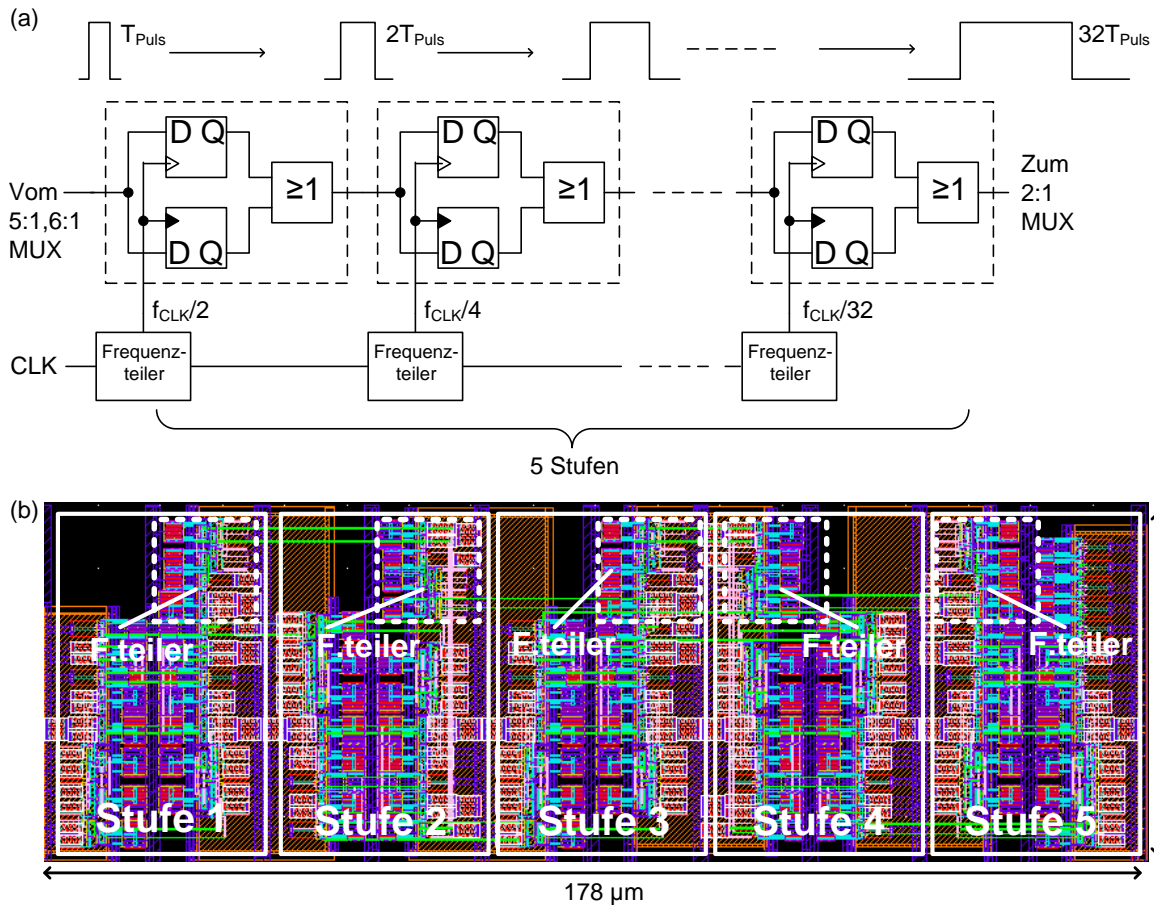 (a)
T_Puls
2T_Puls
32T_Puls
D Q
D Q
D Q
≥1
≥1
≥1
D Q
D Q
D Q
Vom
5:1,6:1
MUX
Zum
2:1
MUX
f_CLK/2
f_CLK/4
f_CLK/32
CLK
Frequenz-
teiler
Frequenz-
teiler
Frequenz-
teiler
5 Stufen
(b)
F.teiler
F.teiler
F.teiler
F.teiler
F.teiler
Stufe 1
Stufe 2
Stufe 3
Stufe 4
Stufe 5
178 µm